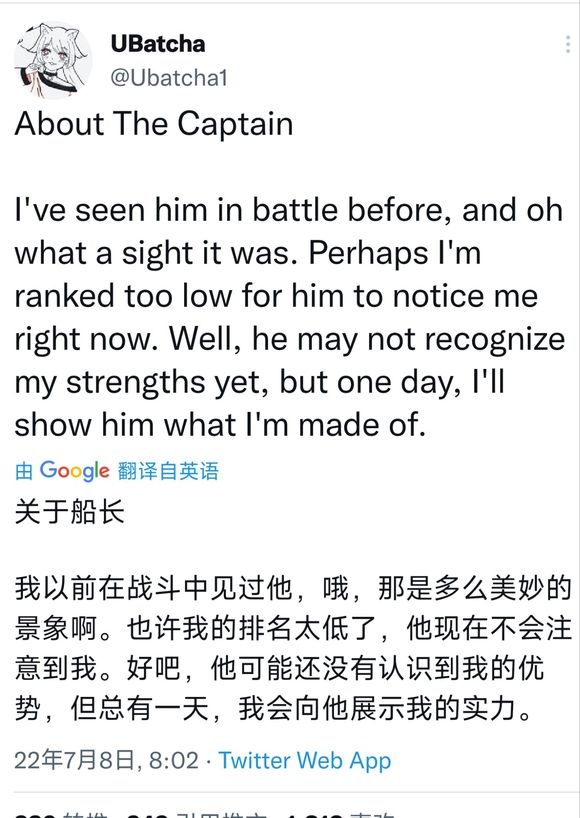 UBatcha
@Ubatcha1
About The Captain
I've seen him in battle before, and oh
what a sight it was. Perhaps I'm
ranked too low for him to notice me
right now. Well, he may not recognize
my strengths yet, but one day, I'll
show him what I'm made of.
由 Google 翻译自英语
关于船长
我以前在战斗中见过他，哦，那是多么美妙的
景象啊。也许我的排名太低了，他现在不会注
意到我。好吧，他可能还没有认识到我的优
势，但总有一天，我会向他展示我的实力。
22年7月8日, 8:02 · Twitter Web App